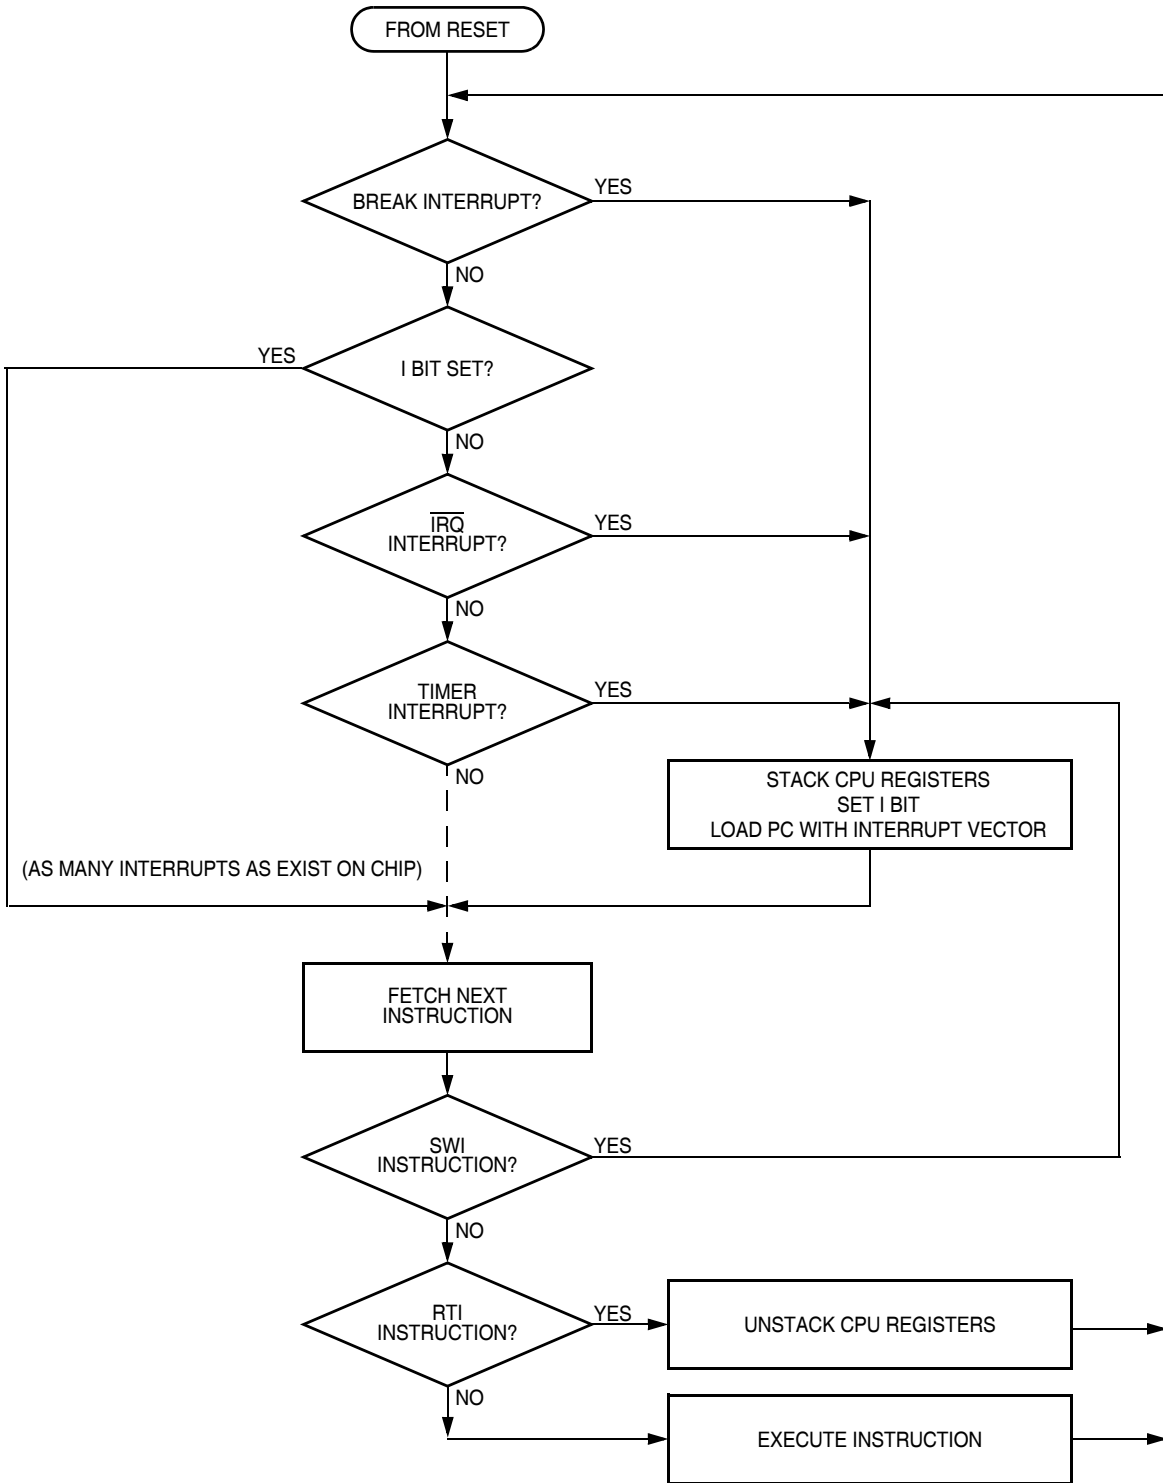 FROM RESET
BREAK INTERRUPT?
YES
NO
I BIT SET?
YES
NO
IRQ
INTERRUPT?
YES
NO
TIMER
INTERRUPT?
YES
NO
STACK CPU REGISTERS
SET I BIT
LOAD PC WITH INTERRUPT VECTOR
(AS MANY INTERRUPTS AS EXIST ON CHIP)
FETCH NEXT
INSTRUCTION
SWI
INSTRUCTION?
YES
NO
RTI
INSTRUCTION?
YES
UNSTACK CPU REGISTERS
NO
EXECUTE INSTRUCTION